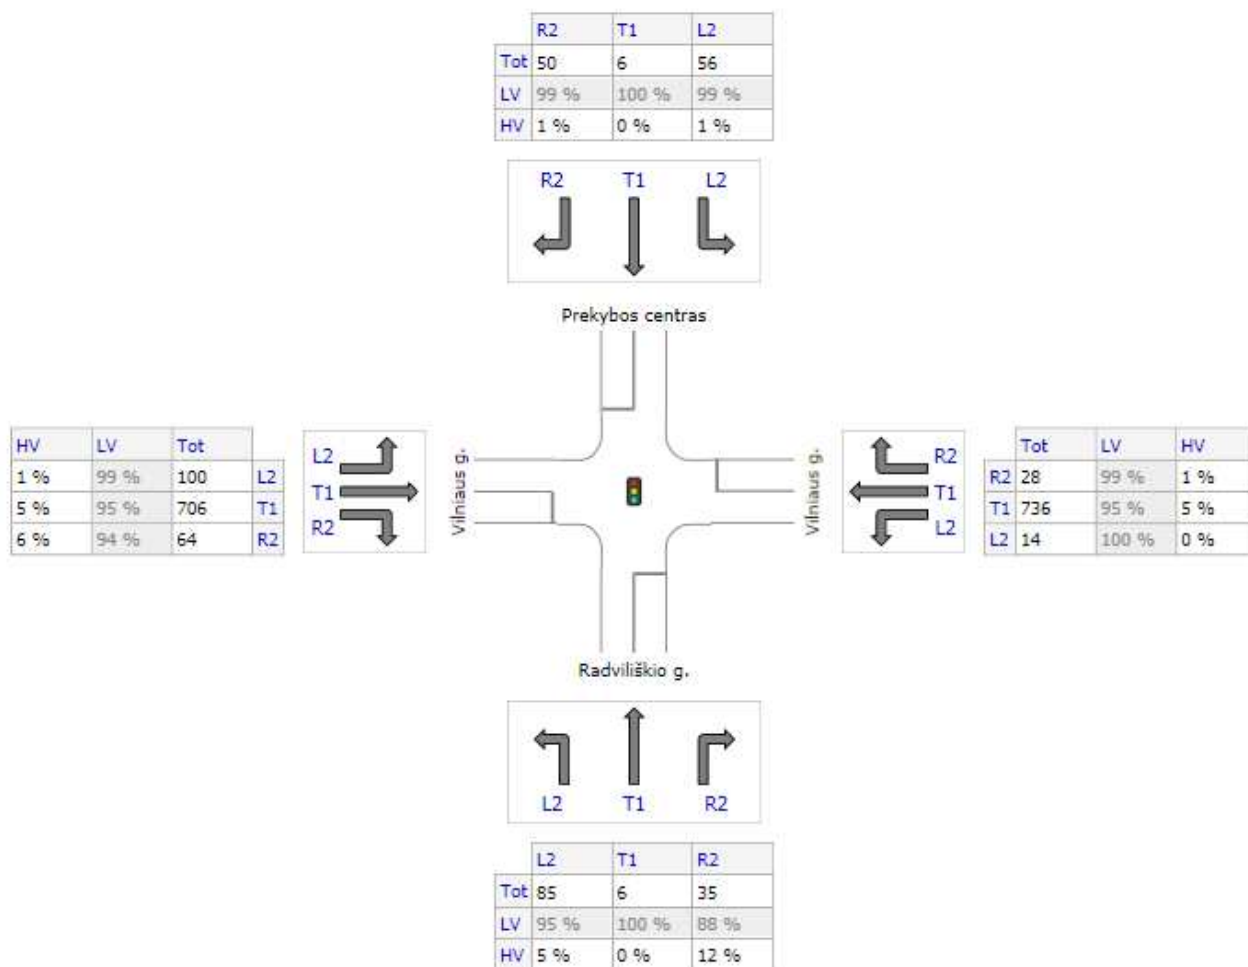 R2 T1 L2
Tot 50 6 56
LV 99 % 100 % 99 %
HV 1 % 0 % 1 %
R2 T1 L2
Prekybos centras
HV LV Tot
1 % 99 % 100 L2
5 % 95 % 706 T1
6 % 94 % 64 R2
L2
T1
R2
Vilniaus g.
Vilniaus g.
R2
T1
L2
Tot LV HV
R2 28 99 % 1 %
T1 736 95 % 5 %
L2 14 100 % 0 %
Radviliškio g.
L2 T1 R2
L2 T1 R2
Tot 85 6 35
LV 95 % 100 % 88 %
HV 5 % 0 % 12 %